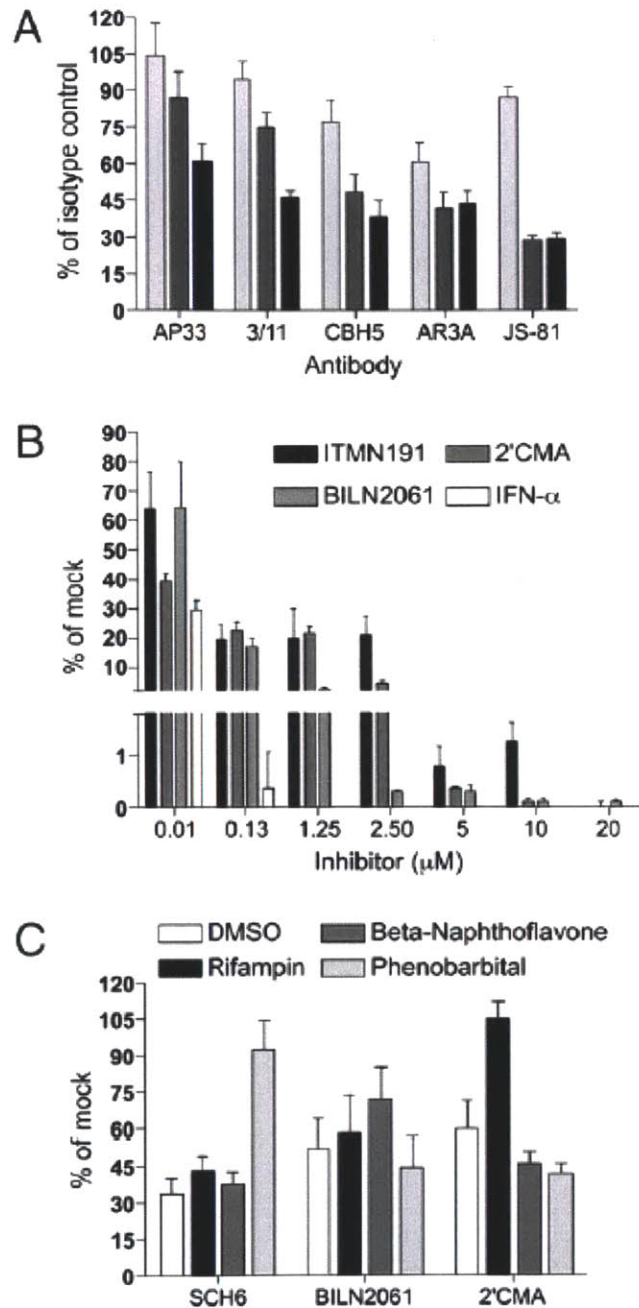 A
120
105
90
75
60
45
30
15
0
% of isotype control
AP33 3/11 CBH5 AR3A JS-81
Antibody
B
90
80
70
60
50
40
30
20
10
1
0
% of mock
ITMN191 2'CMA
BILN2061 IFN-α
0.01 0.13 1.25 2.50 5 10 20
Inhibitor (μM)
C
DMSO Beta-Naphthoflavone
Rifampin Phenobarbital
120
105
90
75
60
45
30
15
0
% of mock
SCH6 BILN2061 2'CMA